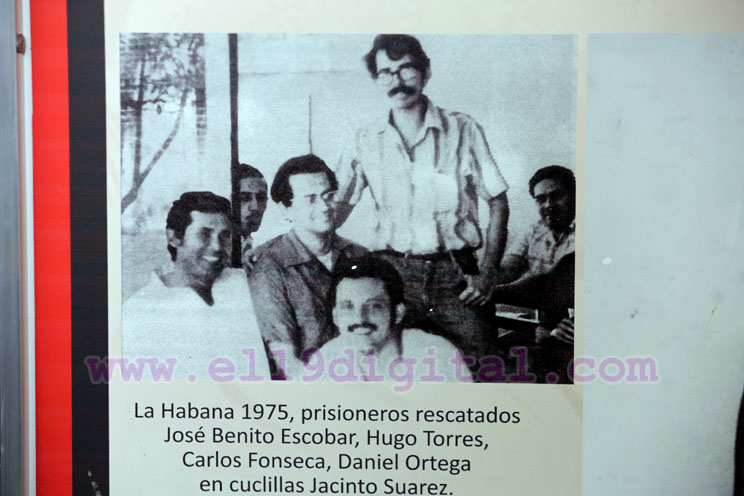 www.el19digital.com
La Habana 1975, prisioneros rescatados
José Benito Escobar, Hugo Torres,
Carlos Fonseca, Daniel Ortega
en cuclillas Jacinto Suarez.